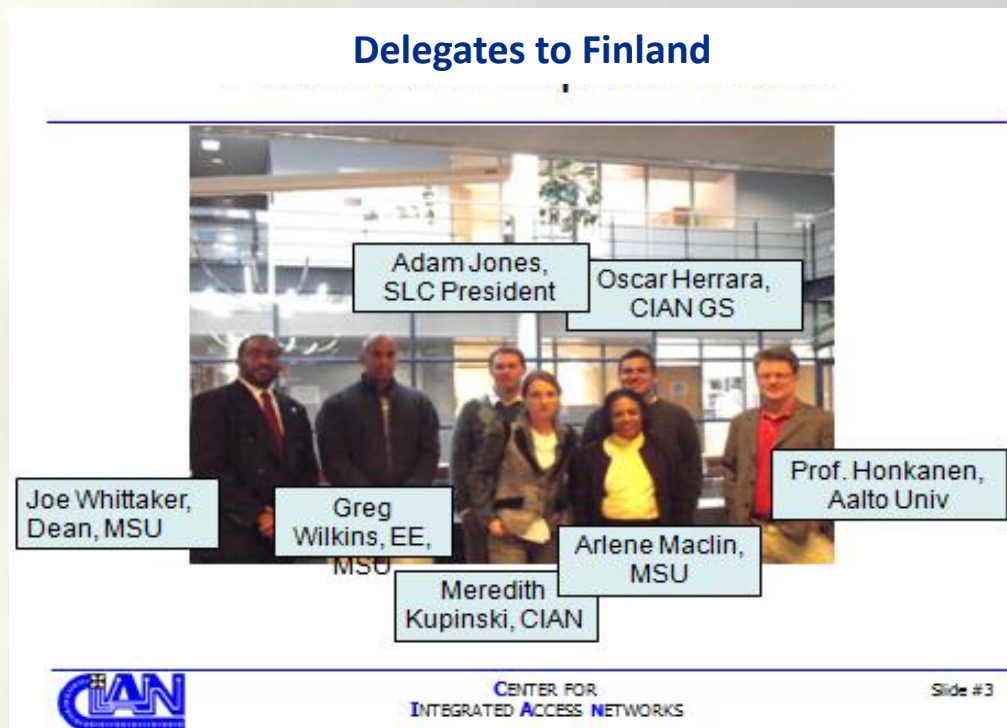 Delegates to Finland
Adam Jones,
SLC President
Oscar Herrara,
CIAN GS
Joe Whittaker,
Dean, MSU
Greg
Wilkins, EE,
MSU
Meredith
Kupinski, CIAN
Arlene Maclin,
MSU
Prof. Honkanen,
Aalto Univ
CIAN
CENTER FOR
INTEGRATED ACCESS NETWORKS
Slide #3